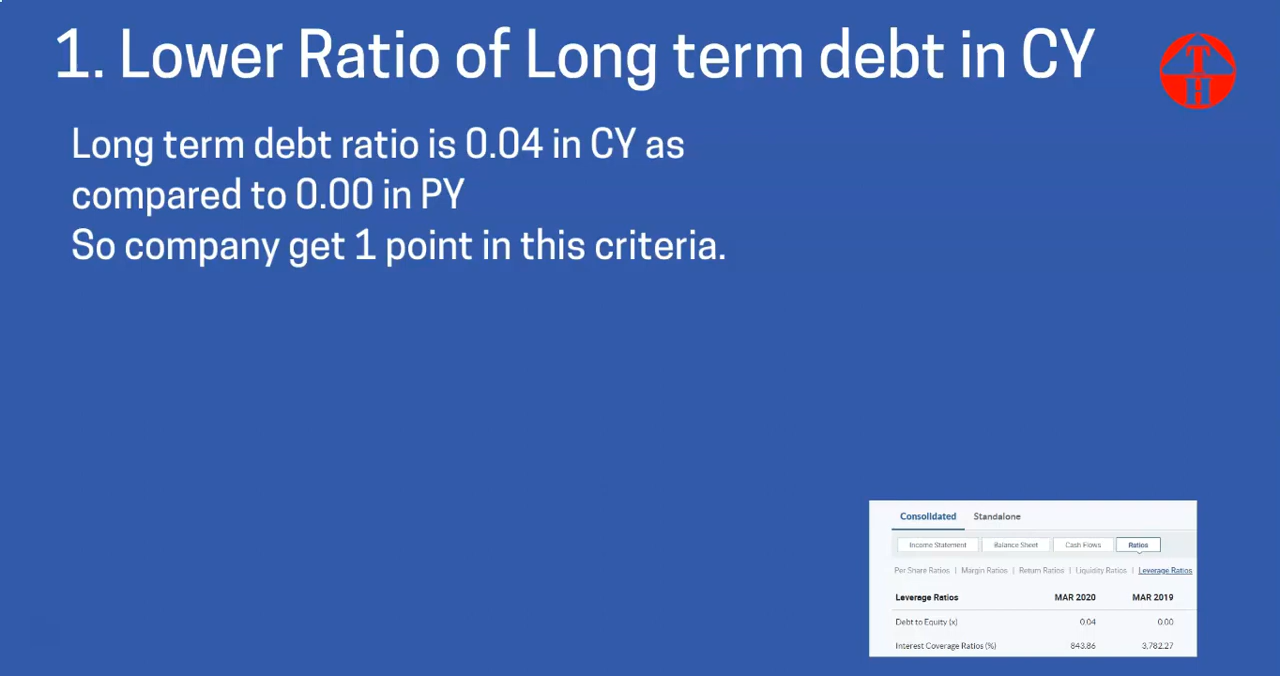 1. Lower Ratio of Long term debt in CY
T
H
Long term debt ratio is 0.04 in CY as
compared to 0.00 in PY
So company get 1 point in this criteria.
Consolidated Standalone
Income Statement Balance Sheet Cash Flows Ratios
Per Share Ratios | Margin Ratios | Return Ratios | Liquidity Ratios | Leverage Ratios
Leverage Ratios MAR 2020 MAR 2019
Debt to Equity (x) 0.04 0.00
Interest Coverage Ratios (%) 843.86 3,782.27